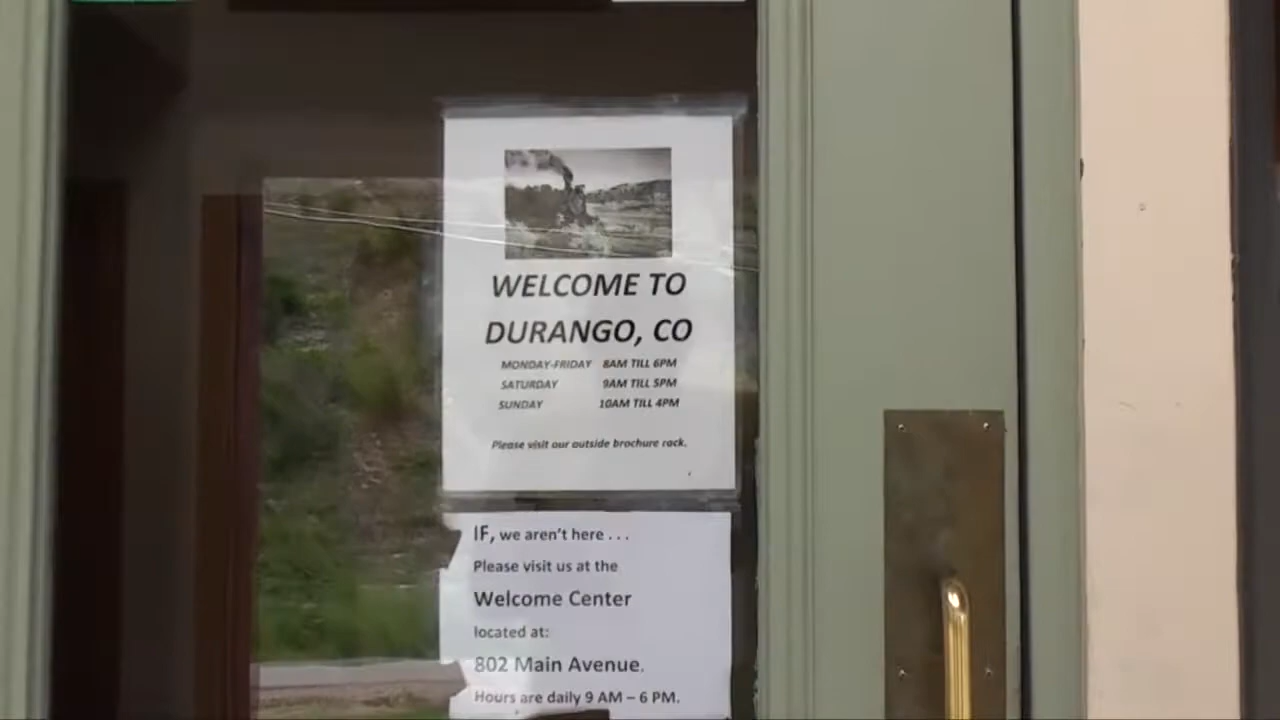 WELCOME TO
DURANGO, CO
MONDAY-FRIDAY 8AM TILL 6PM
SATURDAY 9AM TILL 5PM
SUNDAY 10AM TILL 4PM
Please visit our outside brochure rack.
IF, we aren't here . . .
Please visit us at the
Welcome Center
located at:
802 Main Avenue.
Hours are daily 9 AM – 6 PM.